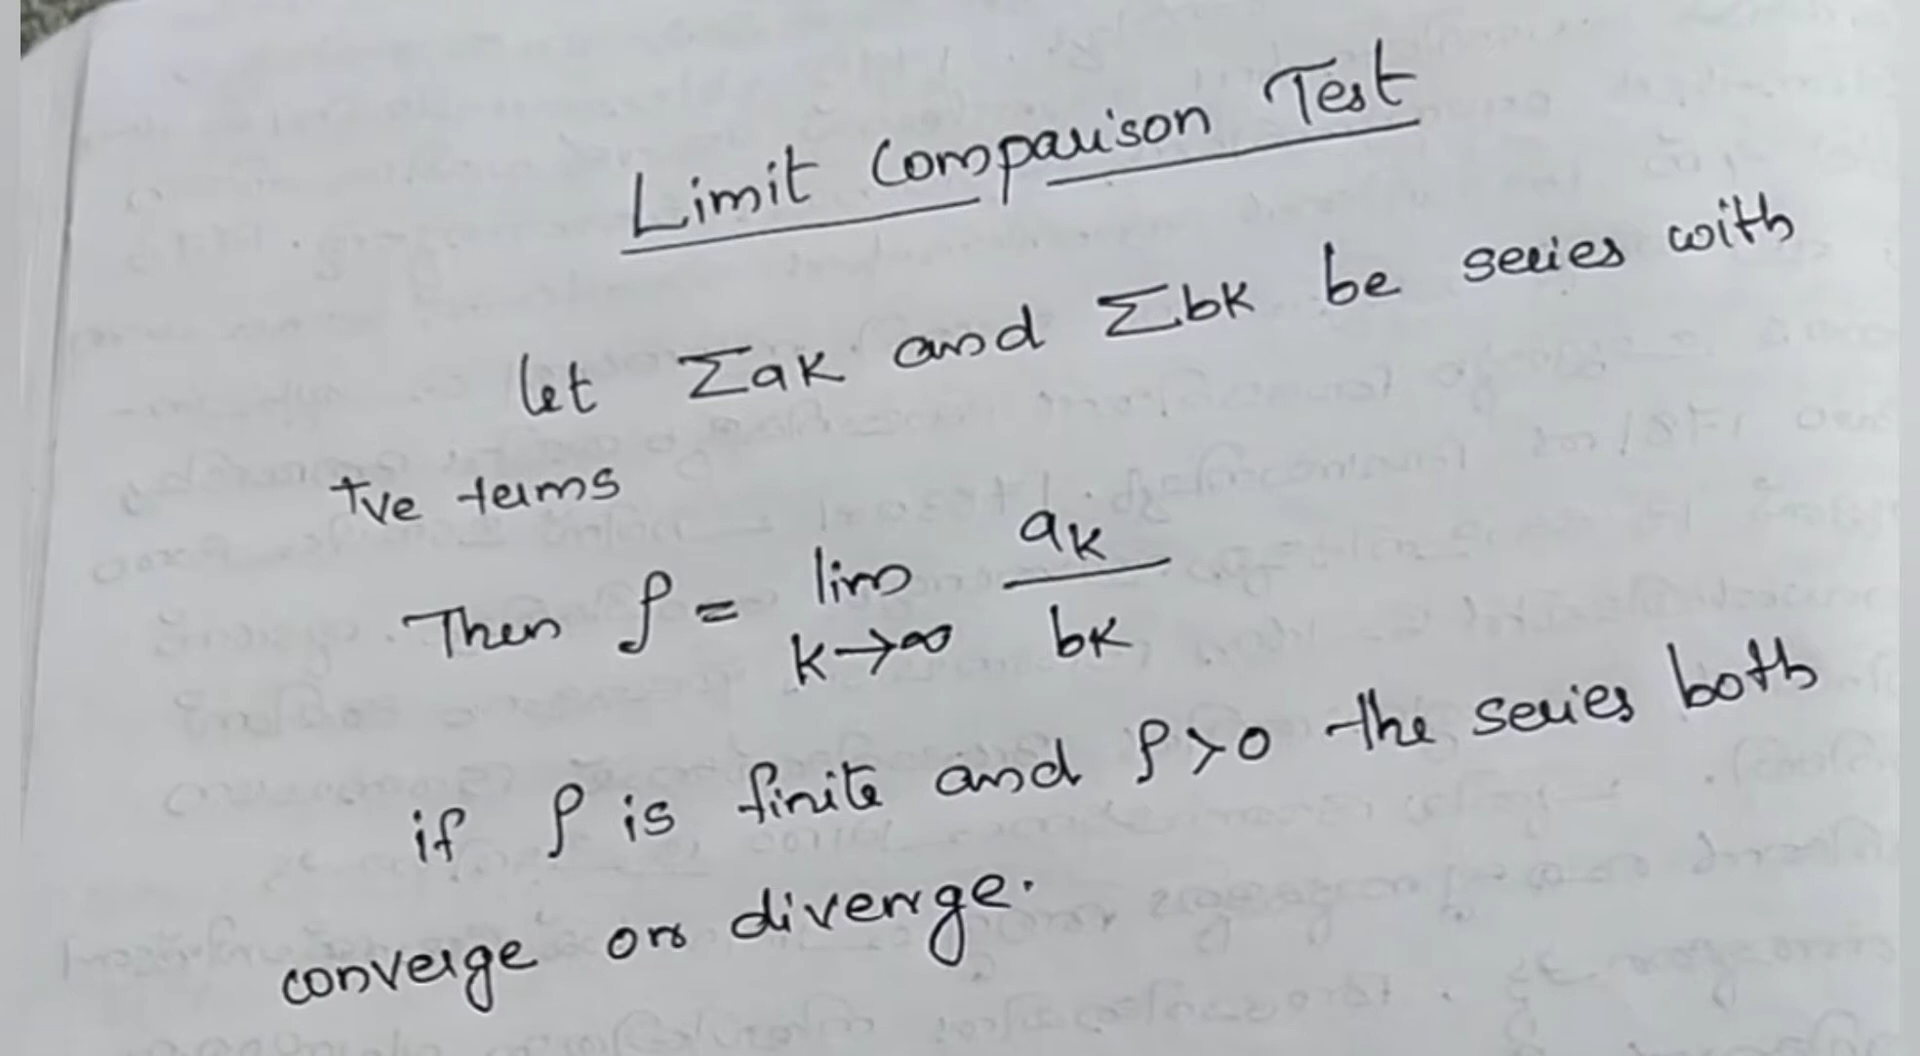 Limit Comparison Test
let Σak and Σbk be series with
+ve terms
Then ρ = lim k→∞ ak / bk
if ρ is finite and ρ>0 the series both
converge or diverge.